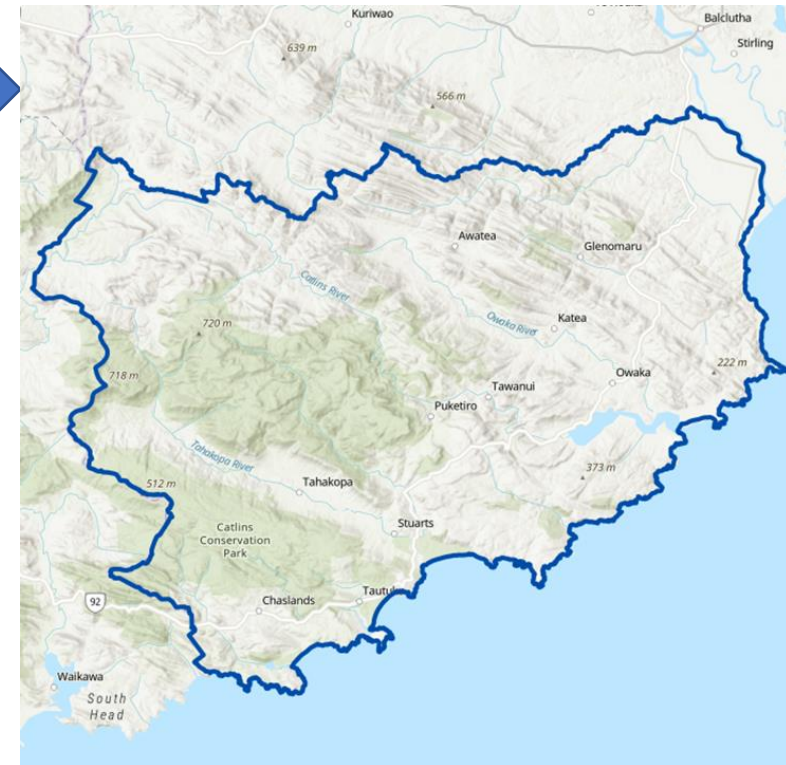 Kuriwao
Balclutha
Stirling
639 m
566 m
Awatea
Glenomaru
Catlins River
Owaka River
Katea
720 m
222 m
718 m
Owaka
Tawanui
Puketiro
Tahakopa River
373 m
512 m
Tahakopa
Stuarts
Catlins
Conservation
Park
92
Chaslands
Waikawa
South
Head